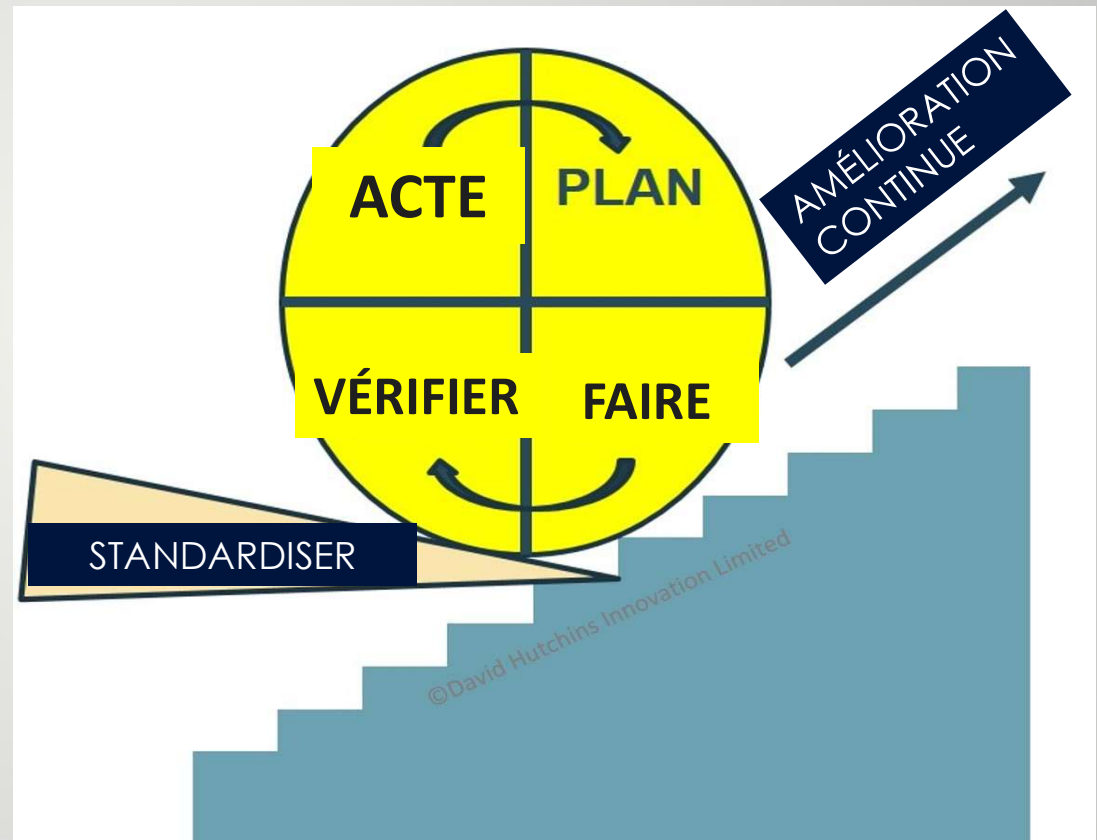 AMÉLIORATION
CONTINUE
ACTE
PLAN
VÉRIFIER
FAIRE
STANDARDISER
©David Hutchins Innovation Limited